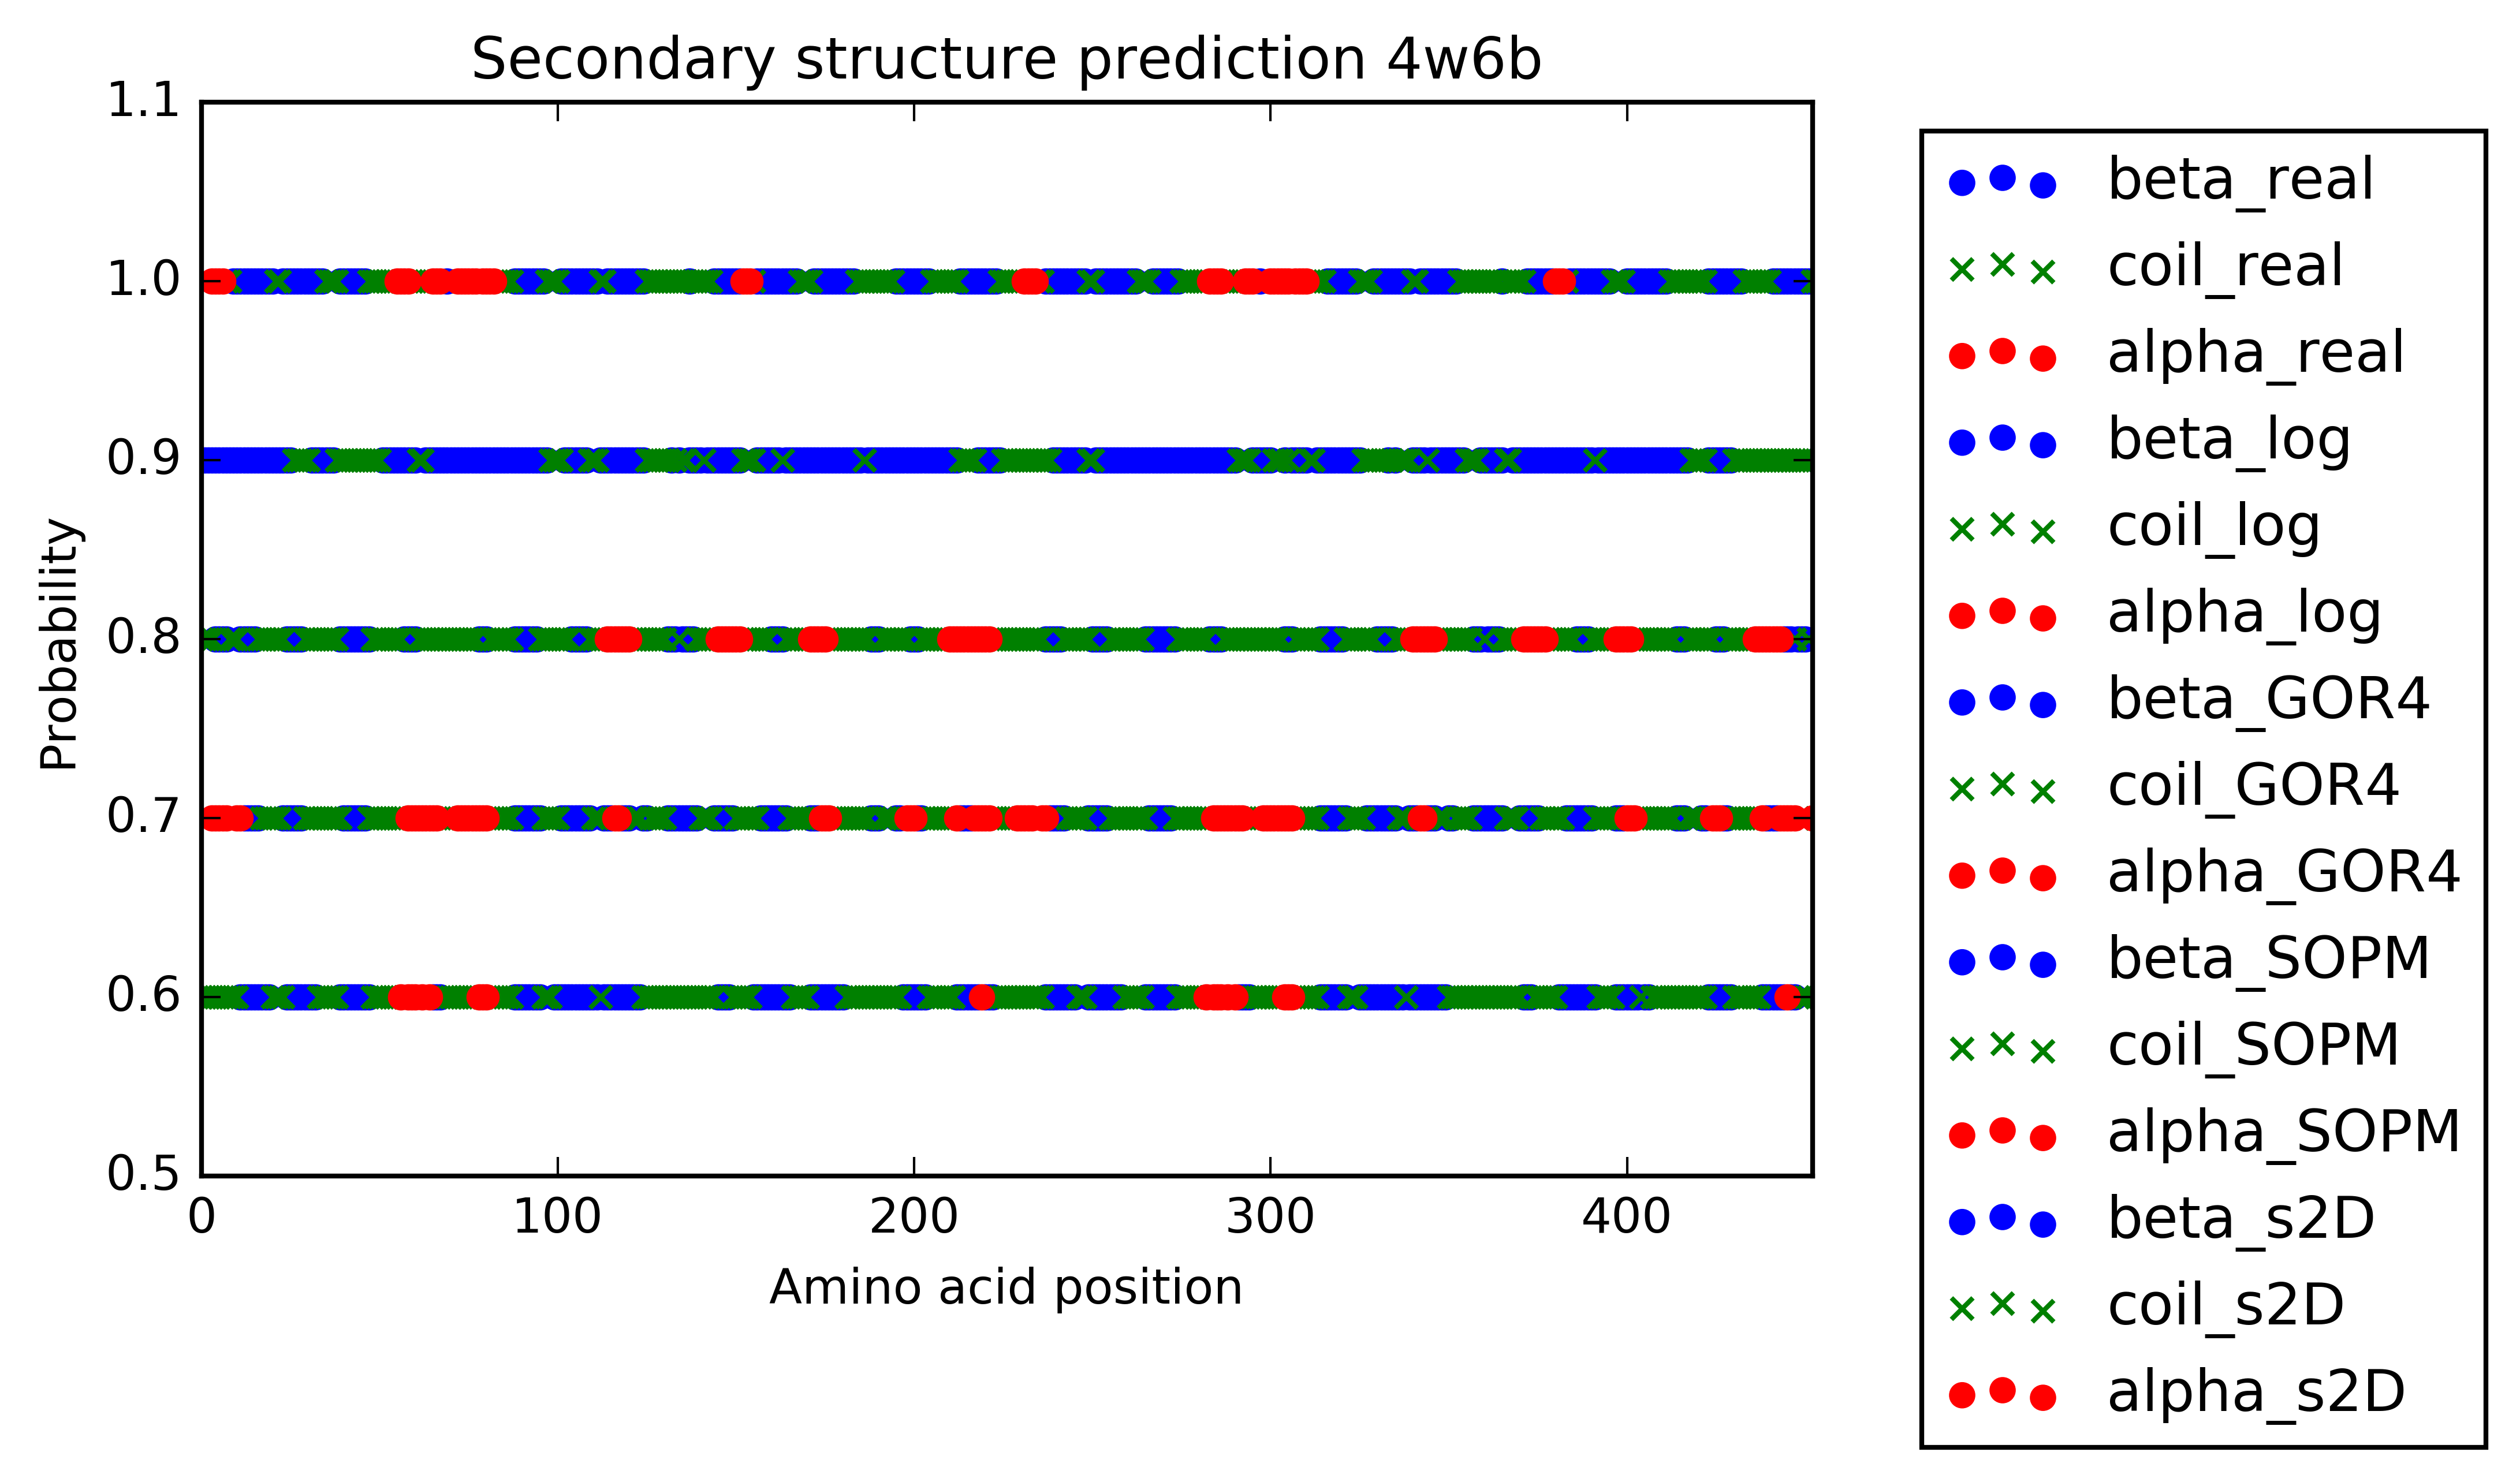 Secondary structure prediction 4w6b
1.1
1.0
0.9
0.8
0.7
0.6
0.5
Probability
0 100 200 300 400
Amino acid position
beta_real
coil_real
alpha_real
beta_log
coil_log
alpha_log
beta_GOR4
coil_GOR4
alpha_GOR4
beta_SOPM
coil_SOPM
alpha_SOPM
beta_s2D
coil_s2D
alpha_s2D